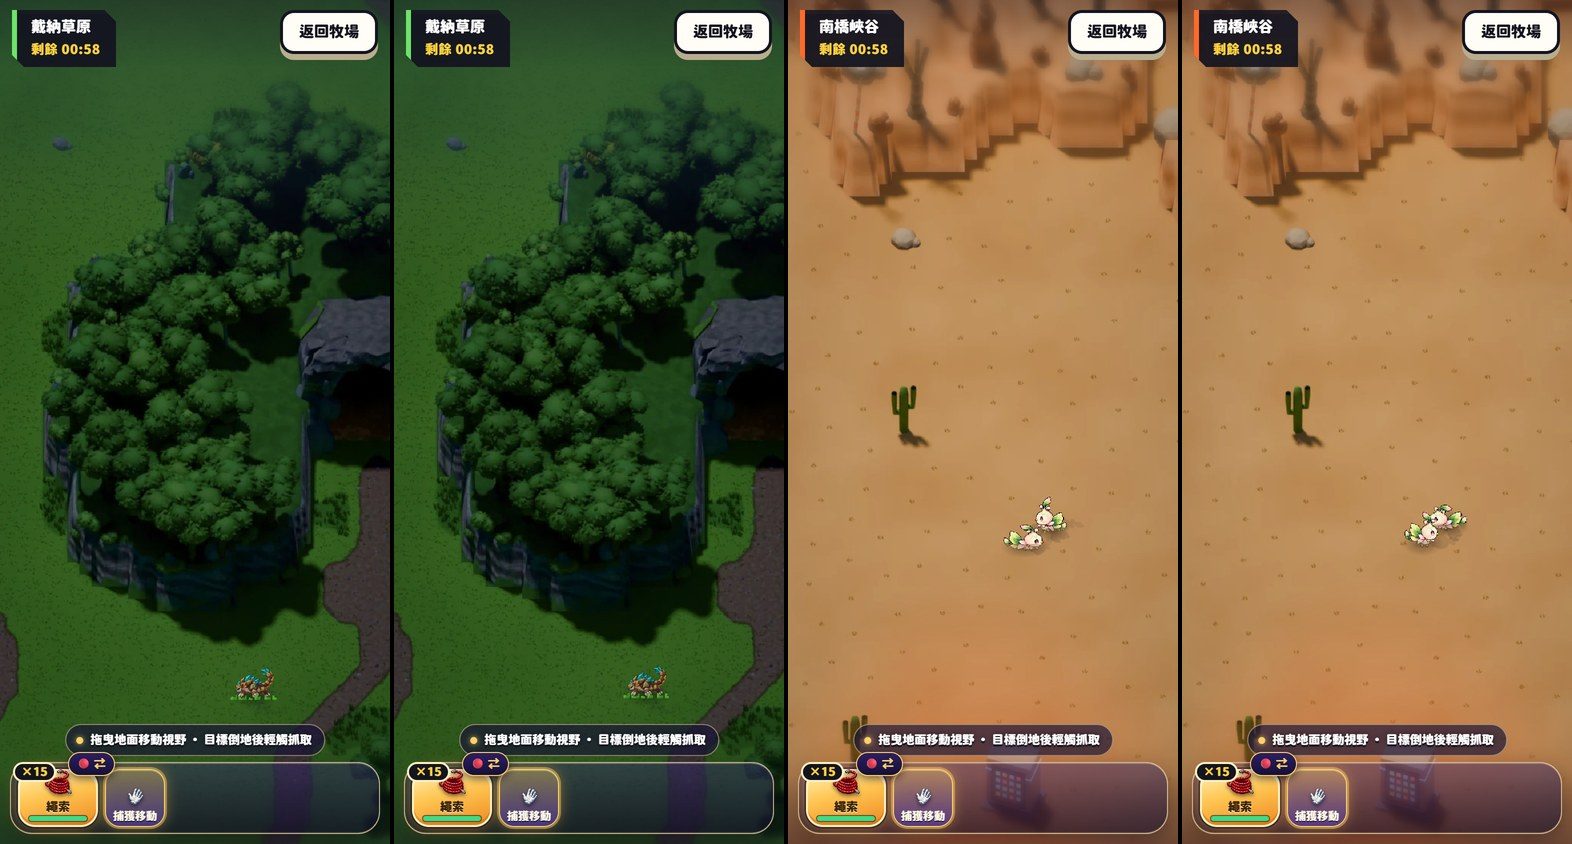 戴納草原
剩餘 00:58
返回牧場
拖曳地面移動視野・目標倒地後輕觸抓取
×15
繩索
捕獲移動
戴納草原
剩餘 00:58
返回牧場
拖曳地面移動視野・目標倒地後輕觸抓取
×15
繩索
捕獲移動
南橋峽谷
剩餘 00:58
返回牧場
拖曳地面移動視野・目標倒地後輕觸抓取
×15
繩索
捕獲移動
南橋峽谷
剩餘 00:58
返回牧場
拖曳地面移動視野・目標倒地後輕觸抓取
×15
繩索
捕獲移動